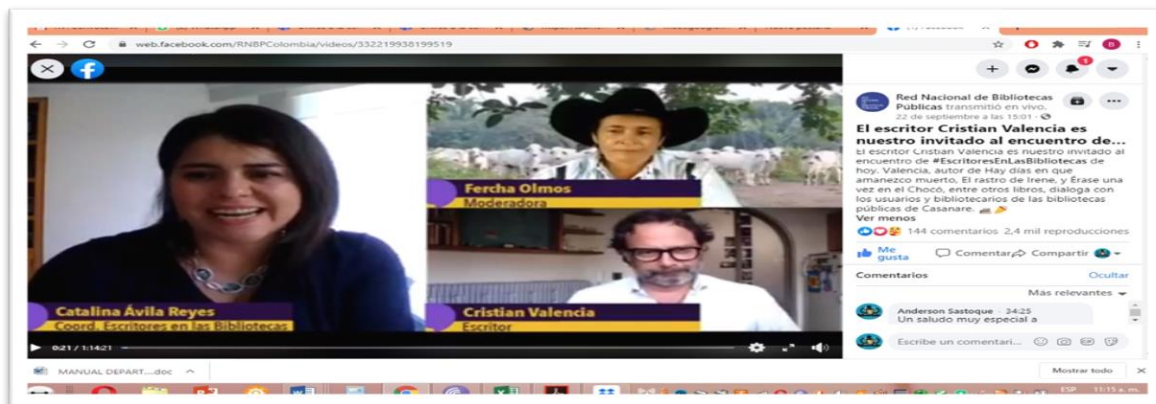 web.facebook.com/RNBPColombia/videos/332219938199519
Fercha Olmos
Moderadora
Catalina Ávila Reyes
Coord. Escritores en las Bibliotecas
Cristian Valencia
Escritor
0:21 / 1:14:21
1
Red Nacional de Bibliotecas
Públicas transmitió en vivo.
22 de septiembre a las 15:01 ·
El escritor Cristian Valencia es
nuestro invitado al encuentro de...
El escritor Cristian Valencia es nuestro invitado al
encuentro de #EscritoresEnLasBibliotecas de
hoy. Valencia, autor de Hay días en que
amanezco muerto, El rastro de Irene, y Érase una
vez en el Chocó, entre otros libros, dialoga con
los usuarios y bibliotecarios de las bibliotecas
públicas de Casanare.
Ver menos
144 comentarios 2,4 mil reproducciones
Me gusta
Comentar
Compartir
Comentarios
Ocultar
Más relevantes
Anderson Sastoque · 34:25
Un saludo muy especial a
Escribe un comentari...
MANUAL DEPART....doc
Mostrar todo
ESP 11:15 a. m.